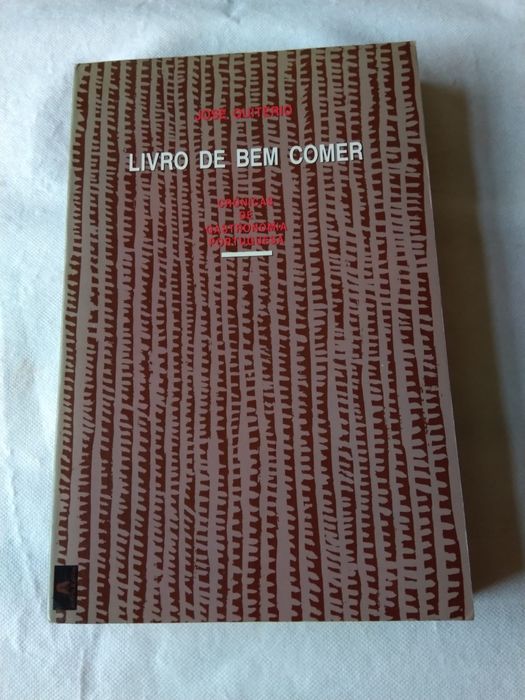 JOSÉ QUITÉRIO
LIVRO DE BEM COMER
CRÓNICAS
DE
GASTRONOMIA
PORTUGUESA